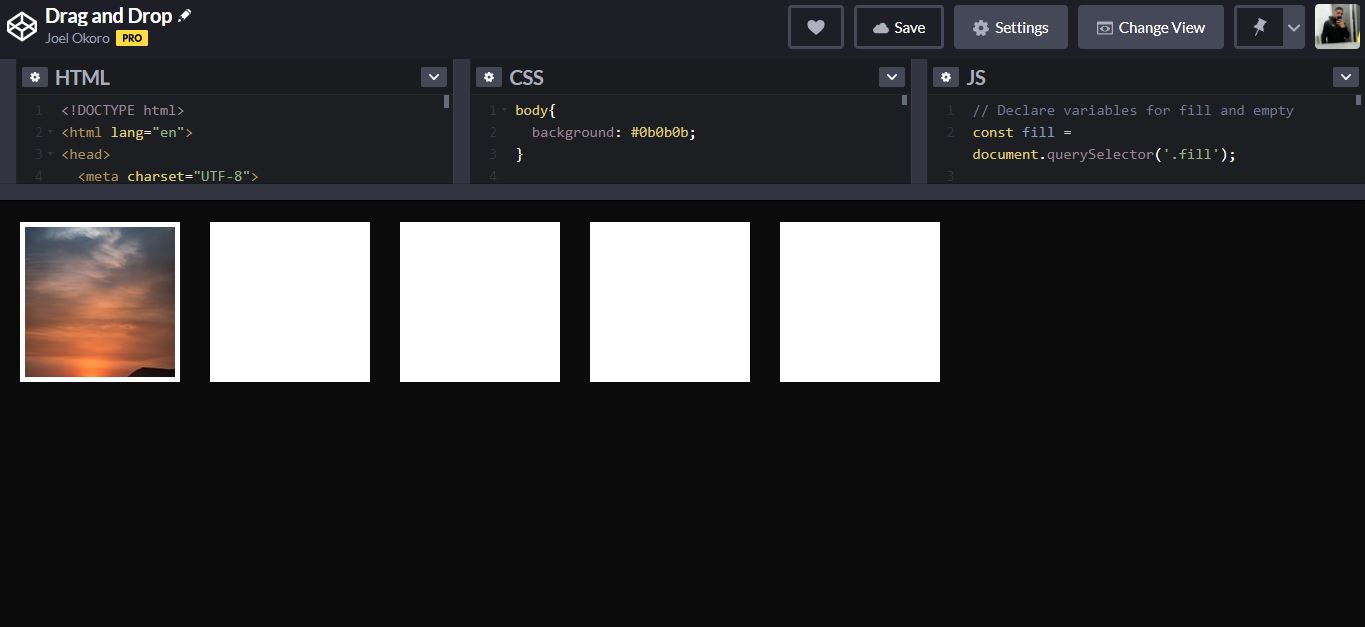 Drag and Drop
Joel Okoro PRO
Save
Settings
Change View
HTML
1 <!DOCTYPE html>
2 <html lang="en">
3 <head>
4 <meta charset="UTF-8">
CSS
1 body{
2 background: #0b0b0b;
3 }
4
JS
1 // Declare variables for fill and empty
2 const fill =
document.querySelector('.fill');
3